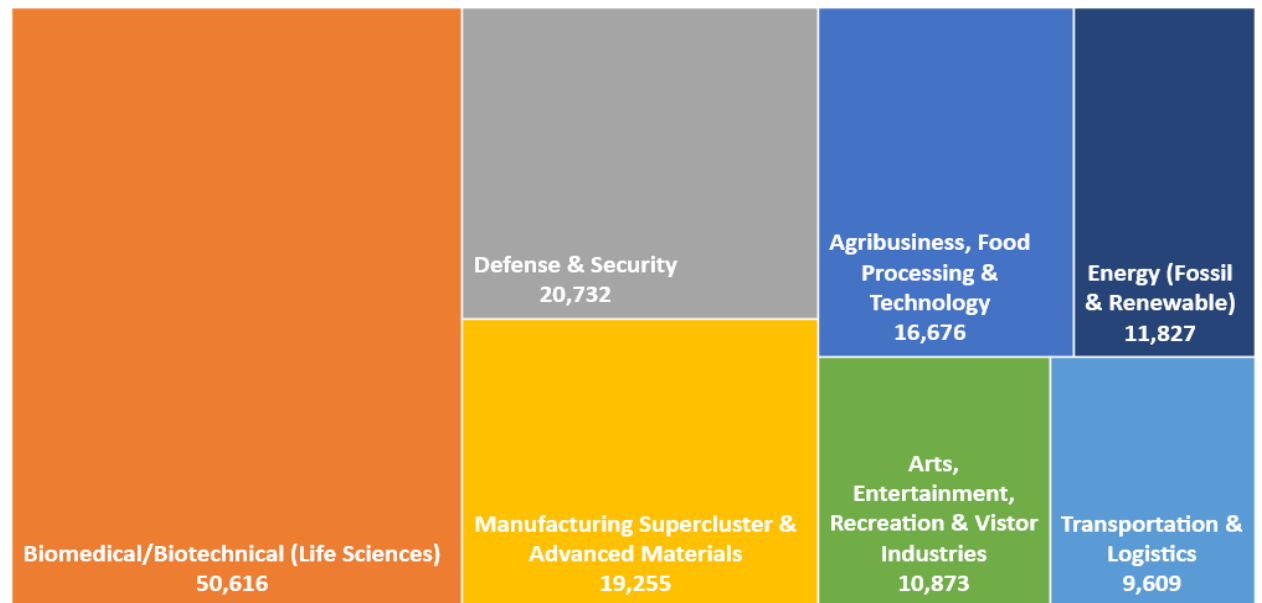 Biomedical/Biotechnical (Life Sciences)
50,616
Defense & Security
20,732
Manufacturing Supercluster &
Advanced Materials
19,255
Agribusiness, Food
Processing &
Technology
16,676
Energy (Fossil
& Renewable)
11,827
Arts,
Entertainment,
Recreation & Vistor
Industries
10,873
Transportation &
Logistics
9,609